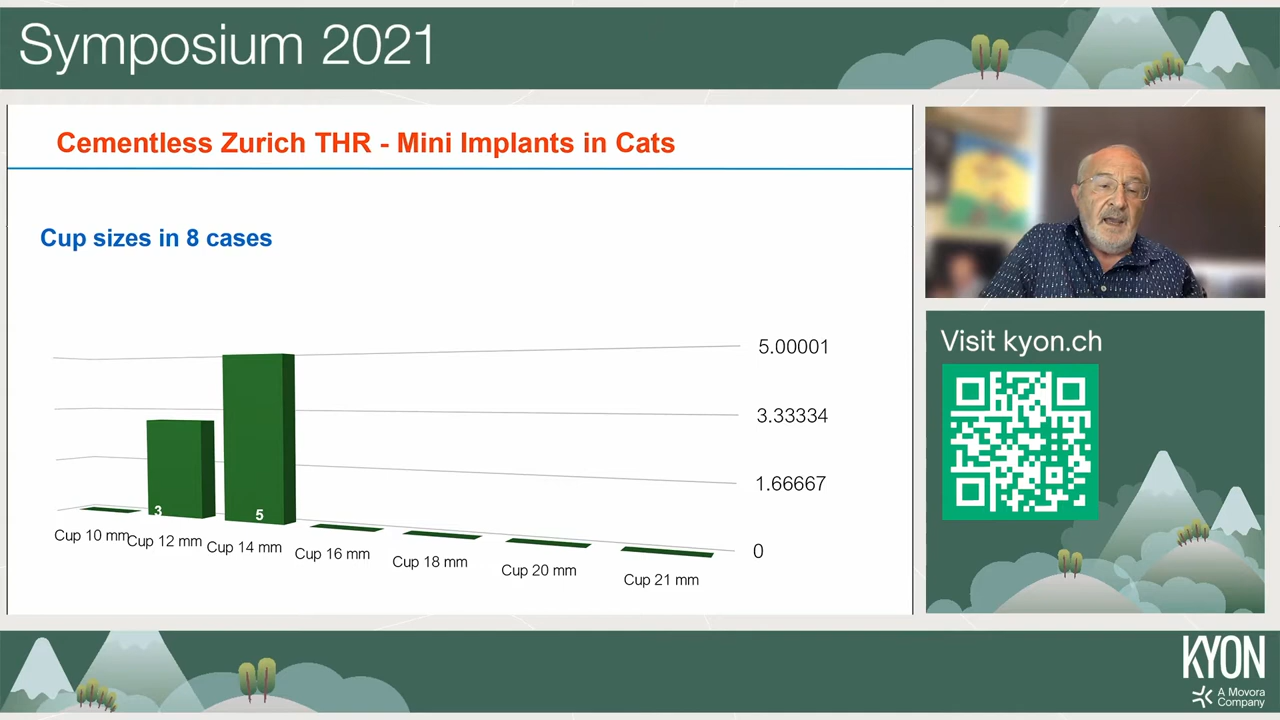 Symposium 2021
Cementless Zurich THR - Mini Implants in Cats
Cup sizes in 8 cases
5.00001
3.33334
1.66667
0
3
5
Cup 10 mm
Cup 12 mm
Cup 14 mm
Cup 16 mm
Cup 18 mm
Cup 20 mm
Cup 21 mm
Visit kyon.ch
KYON
A Movora
Company